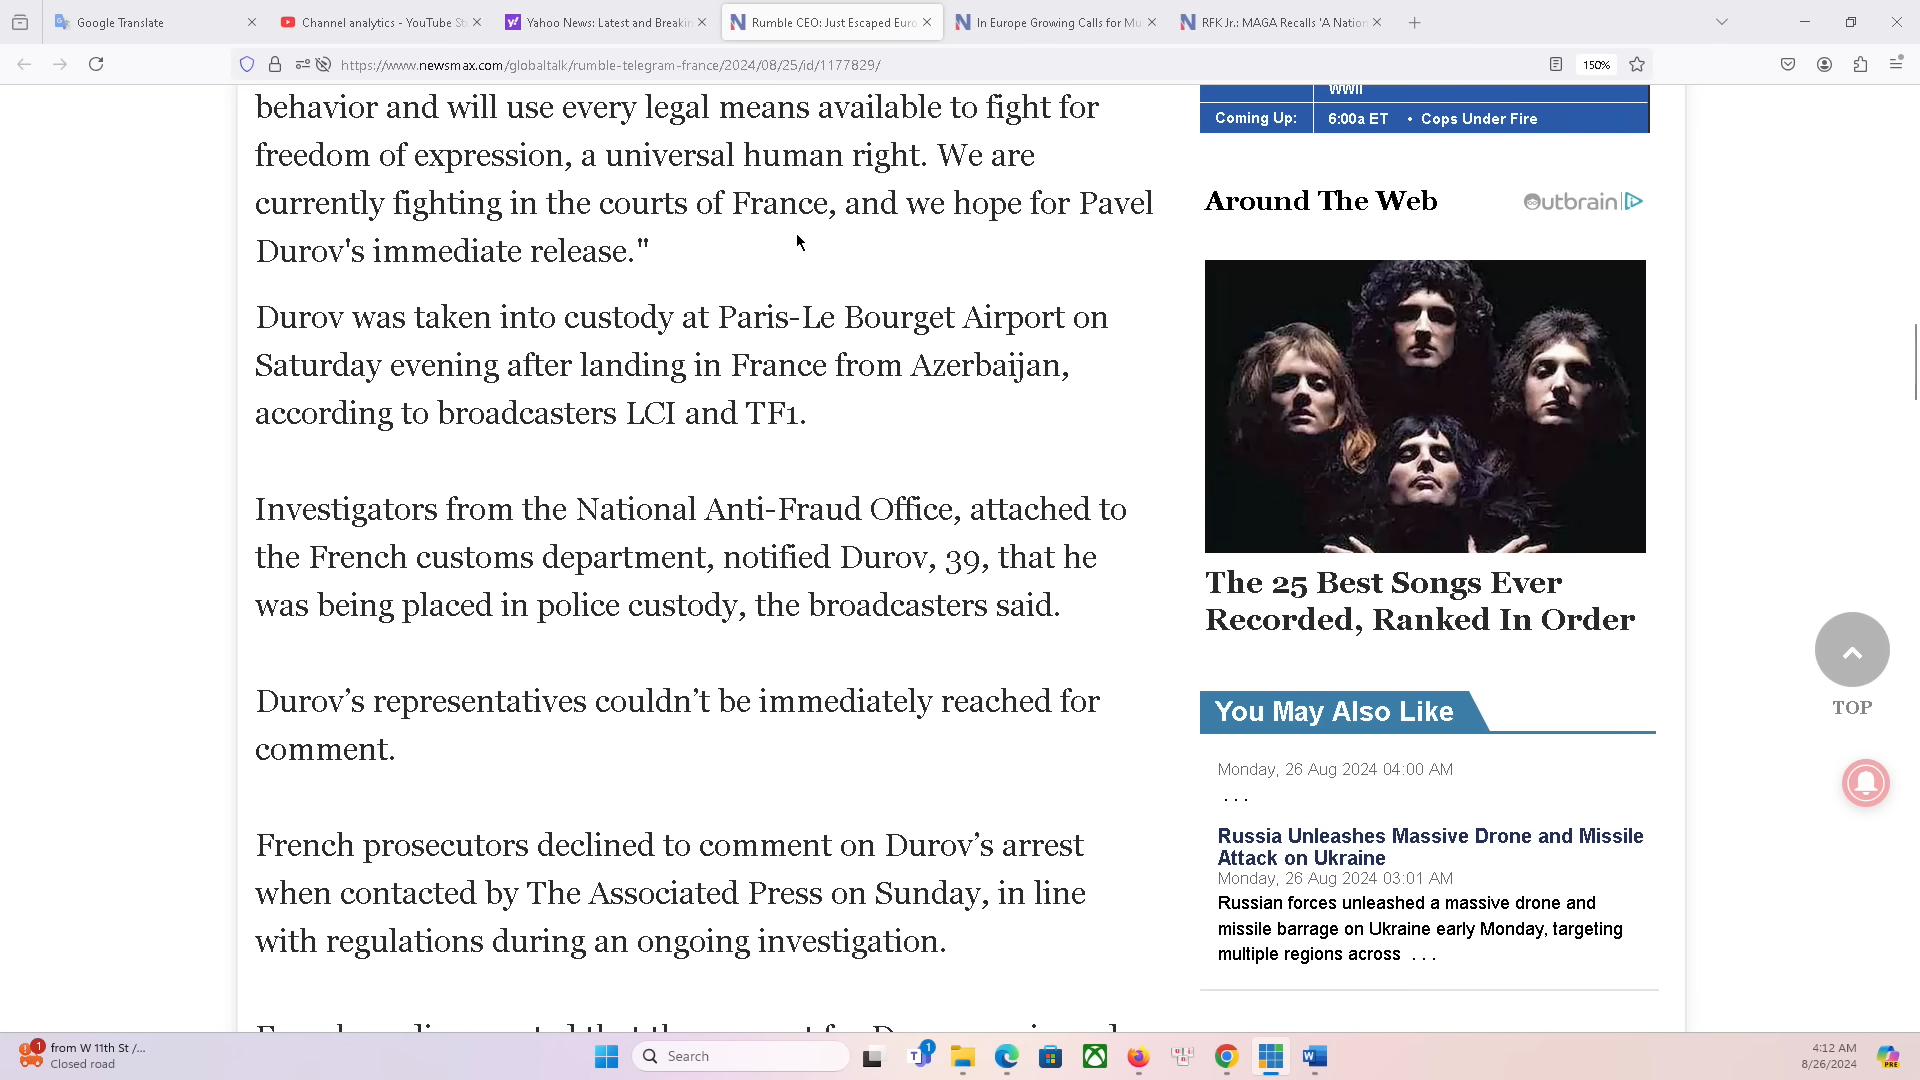 Google Translate
Channel analytics - YouTube St
Yahoo News: Latest and Breakin
Rumble CEO: Just Escaped Euro
In Europe Growing Calls for Mu
RFK Jr.: MAGA Recalls 'A Nation
https://www.newsmax.com/globaltalk/rumble-telegram-france/2024/08/25/id/1177829/
150%
behavior and will use every legal means available to fight for
freedom of expression, a universal human right. We are
currently fighting in the courts of France, and we hope for Pavel
Durov's immediate release."
Durov was taken into custody at Paris-Le Bourget Airport on
Saturday evening after landing in France from Azerbaijan,
according to broadcasters LCI and TF1.
Investigators from the National Anti-Fraud Office, attached to
the French customs department, notified Durov, 39, that he
was being placed in police custody, the broadcasters said.
Durov’s representatives couldn’t be immediately reached for
comment.
French prosecutors declined to comment on Durov’s arrest
when contacted by The Associated Press on Sunday, in line
with regulations during an ongoing investigation.
WWII
Coming Up: 6:00a ET • Cops Under Fire
Around The Web
Outbrain
The 25 Best Songs Ever
Recorded, Ranked In Order
You May Also Like
Monday, 26 Aug 2024 04:00 AM
. . .
Russia Unleashes Massive Drone and Missile
Attack on Ukraine
Monday, 26 Aug 2024 03:01 AM
Russian forces unleashed a massive drone and
missile barrage on Ukraine early Monday, targeting
multiple regions across . . .
TOP
1
from W 11th St /...
Closed road
Search
1
4:12 AM
8/26/2024
PRE